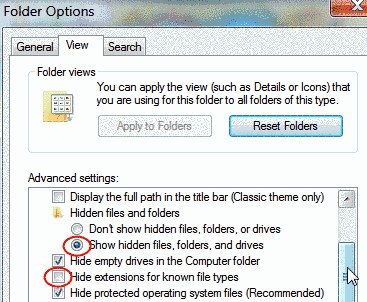 Folder Options
General View Search
Folder views
You can apply the view (such as Details or Icons) that
you are using for this folder to all folders of this type.
Apply to Folders Reset Folders
Advanced settings:
Display the full path in the title bar (Classic theme only)
Hidden files and folders
Don't show hidden files, folders, or drives
Show hidden files, folders, and drives
Hide empty drives in the Computer folder
Hide extensions for known file types
Hide protected operating system files (Recommended)